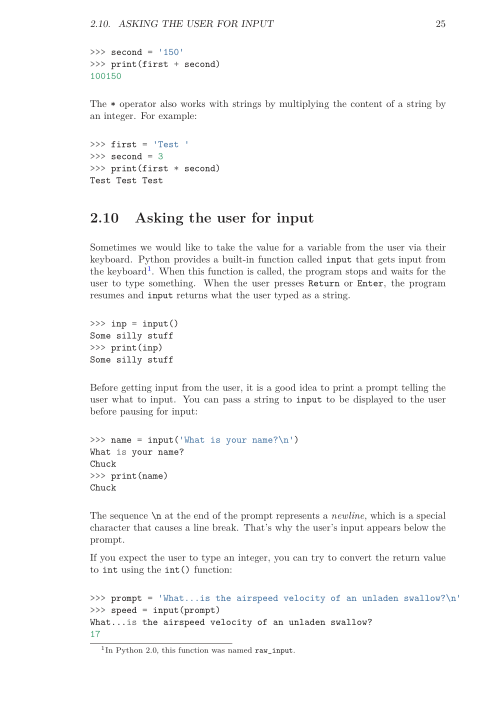 2.10. ASKING THE USER FOR INPUT 25
>>> second = '150'
>>> print(first + second)
100150
The * operator also works with strings by multiplying the content of a string by
an integer. For example:
>>> first = 'Test '
>>> second = 3
>>> print(first * second)
Test Test Test
2.10 Asking the user for input
Sometimes we would like to take the value for a variable from the user via their
keyboard. Python provides a built-in function called input that gets input from
the keyboard1. When this function is called, the program stops and waits for the
user to type something. When the user presses Return or Enter, the program
resumes and input returns what the user typed as a string.
>>> inp = input()
Some silly stuff
>>> print(inp)
Some silly stuff
Before getting input from the user, it is a good idea to print a prompt telling the
user what to input. You can pass a string to input to be displayed to the user
before pausing for input:
>>> name = input('What is your name?\n')
What is your name?
Chuck
>>> print(name)
Chuck
The sequence \n at the end of the prompt represents a newline, which is a special
character that causes a line break. That's why the user's input appears below the
prompt.
If you expect the user to type an integer, you can try to convert the return value
to int using the int() function:
>>> prompt = 'What...is the airspeed velocity of an unladen swallow?\n'
>>> speed = input(prompt)
What...is the airspeed velocity of an unladen swallow?
17
1In Python 2.0, this function was named raw_input.